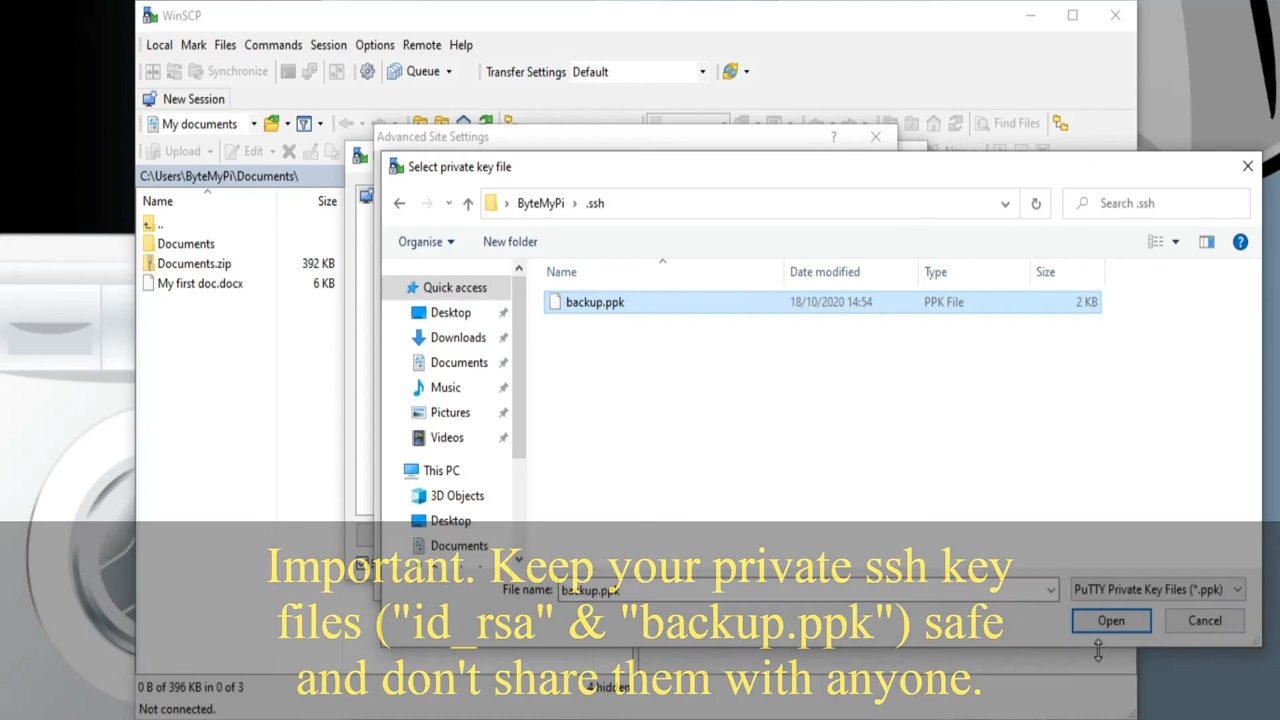 WinSCP
Local Mark Files Commands Session Options Remote Help
Synchronize Queue Transfer Settings Default
New Session
My documents Find Files
Upload Edit
C:\Users\ByteMyPi\Documents\
Name Size
..
Documents
Documents.zip 392 KB
My first doc.docx 6 KB
Advanced Site Settings ?
Select private key file
ByteMyPi .ssh Search .ssh
Organise New folder
Quick access
Desktop
Downloads
Documents
Music
Pictures
Videos
This PC
3D Objects
Desktop
Documents
Name Date modified Type Size
backup.ppk 18/10/2020 14:54 PPK File 2 KB
File name: backup.ppk PuTTY Private Key Files (*.ppk)
Open Cancel
Important. Keep your private ssh key
files ("id_rsa" & "backup.ppk") safe
and don't share them with anyone.
0 B of 396 KB in 0 of 3 4 hidden
Not connected.